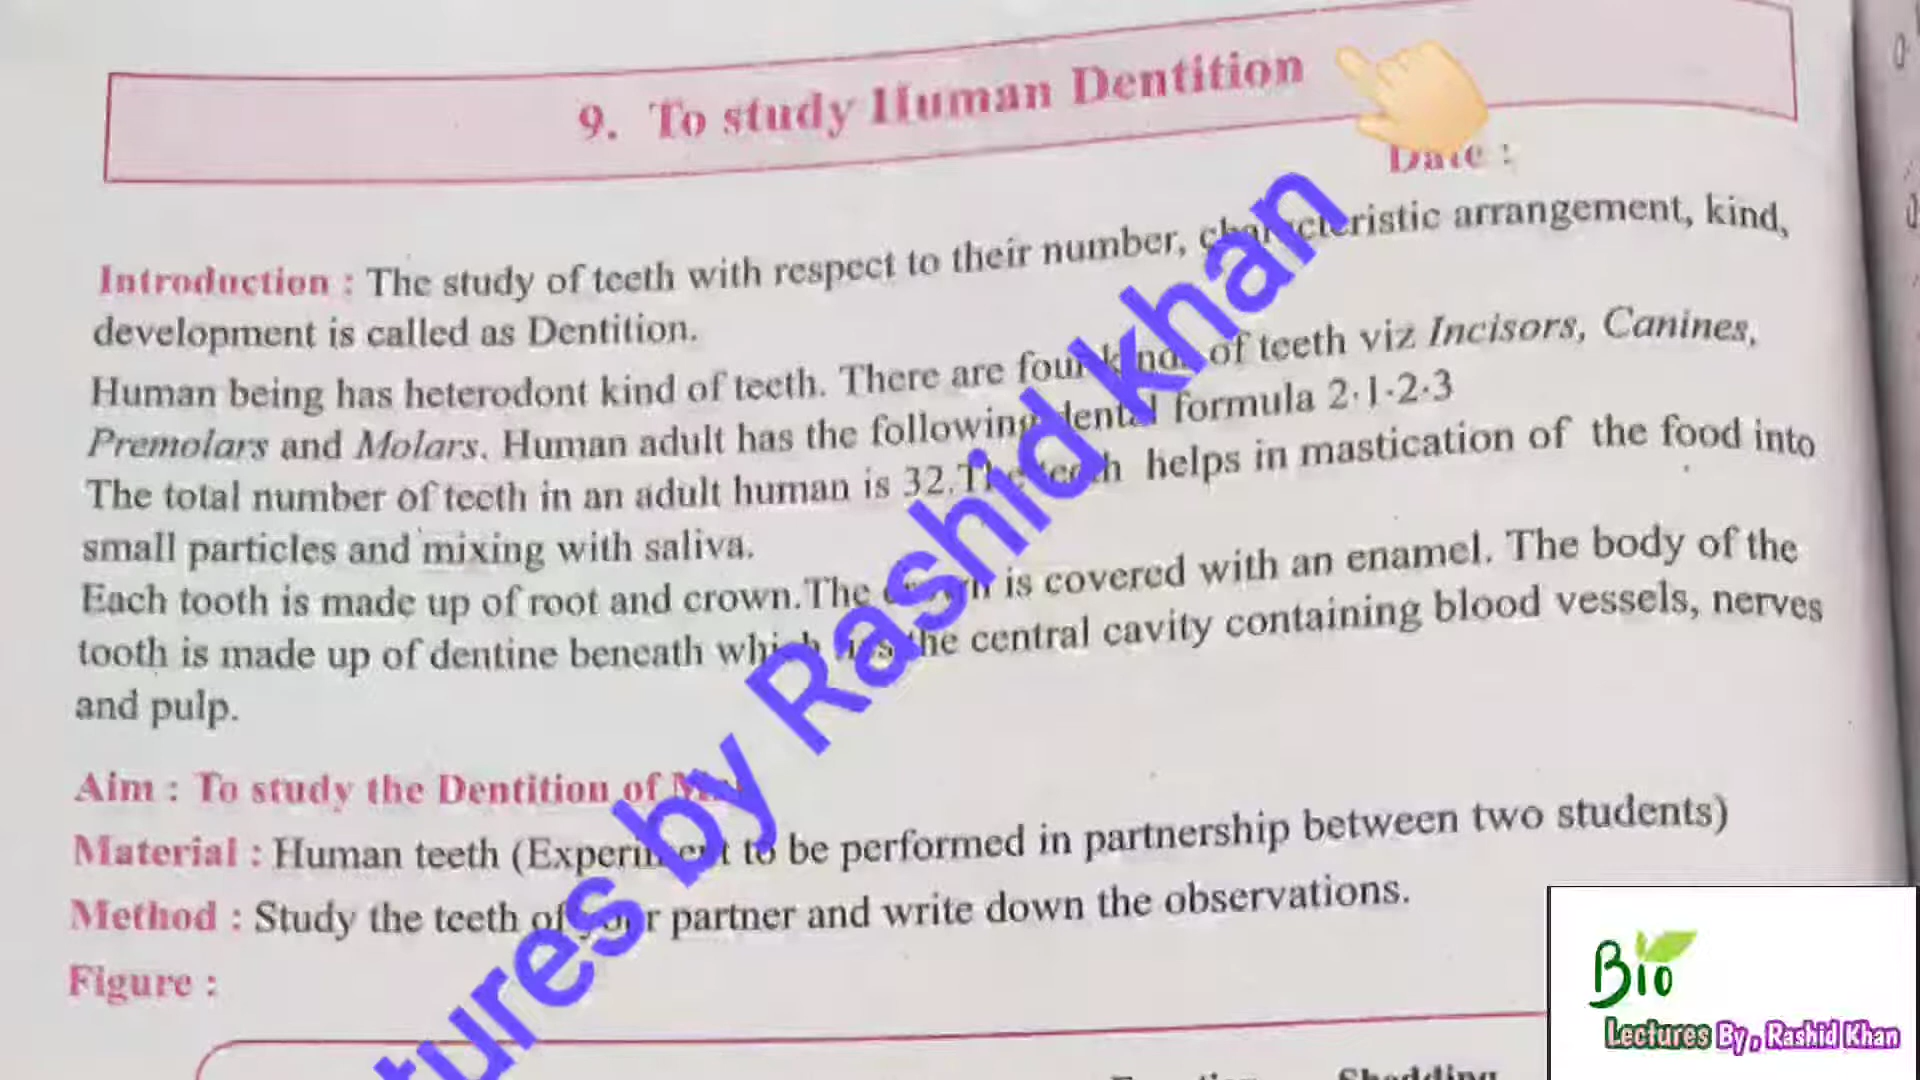 9. To study Human Dentition
Date :
Introduction : The study of teeth with respect to their number, characteristic arrangement, kind,
development is called as Dentition.
Human being has heterodont kind of teeth. There are four kinds of teeth viz Incisors, Canines,
Premolars and Molars. Human adult has the following dental formula 2·1·2·3
The total number of teeth in an adult human is 32.The teeth helps in mastication of the food into
small particles and mixing with saliva.
Each tooth is made up of root and crown.The crown is covered with an enamel. The body of the
tooth is made up of dentine beneath which lies the central cavity containing blood vessels, nerves
and pulp.
Aim : To study the Dentition of
Material : Human teeth (Experiment to be performed in partnership between two students)
Method : Study the teeth of your partner and write down the observations.
Figure :
Shedding
tures by Rashid khan
Bio
Lectures By, Rashid Khan